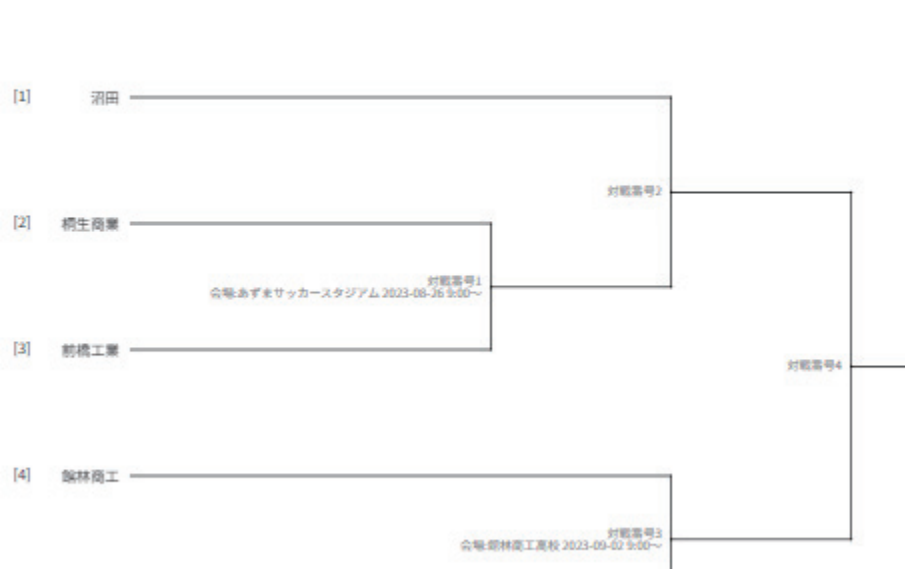 [1] 沼田
対戦番号2
[2] 桐生商業
対戦番号1
会場:あずまサッカースタジアム 2023-08-26 9:00～
[3] 前橋工業
対戦番号4
[4] 館林商工
対戦番号3
会場:館林商工高校 2023-09-02 9:00～